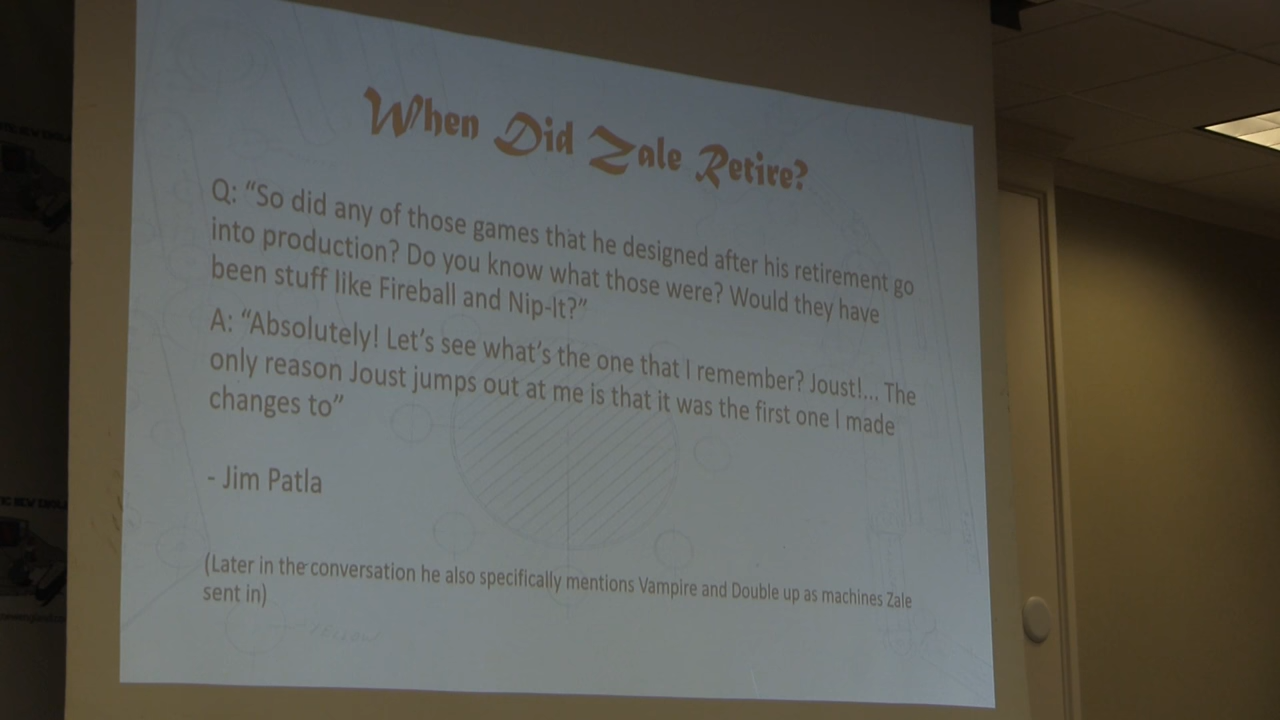 When Did Zale Retire?
Q: “So did any of those games that he designed after his retirement go
into production? Do you know what those were? Would they have
been stuff like Fireball and Nip-It?”
A: “Absolutely! Let’s see what’s the one that I remember? Joust!... The
only reason Joust jumps out at me is that it was the first one I made
changes to”
- Jim Patla
(Later in the conversation he also specifically mentions Vampire and Double up as machines Zale
sent in)